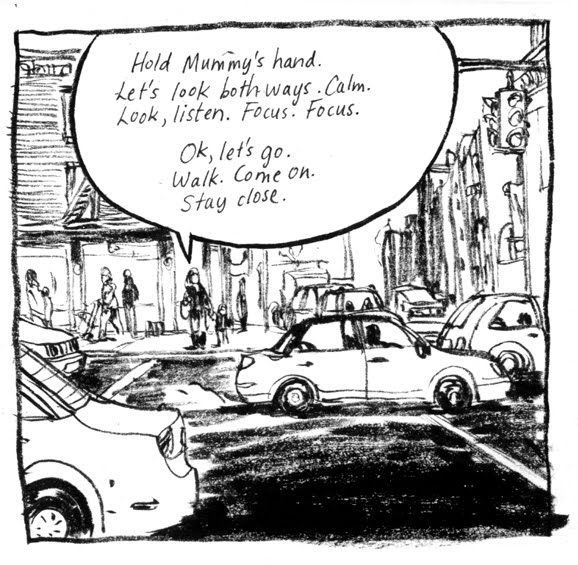 Hold Mummy's hand.
Let's look both ways. Calm.
Look, listen. Focus. Focus.
Ok, let's go.
Walk. Come on.
Stay close.